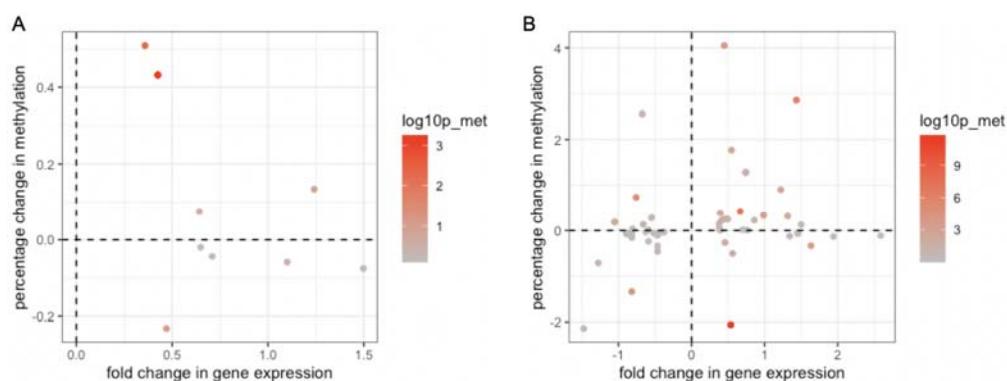 A
B
percentage change in methylation
0.4
0.2
0.0
-0.2
0.0
0.5
1.0
1.5
fold change in gene expression
log10p_met
3
2
1
percentage change in methylation
4
2
0
-2
-1
0
1
2
fold change in gene expression
log10p_met
9
6
3